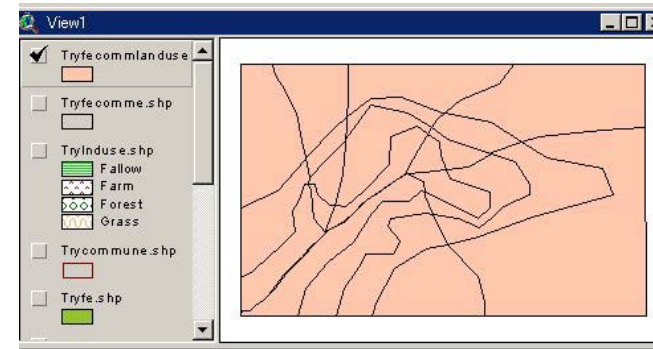 View1
Tryfecommlanduse
Tryfecomme.shp
Trylnduse.shp
Fallow
Farm
Forest
Grass
Trycommune.shp
Tryfe.shp